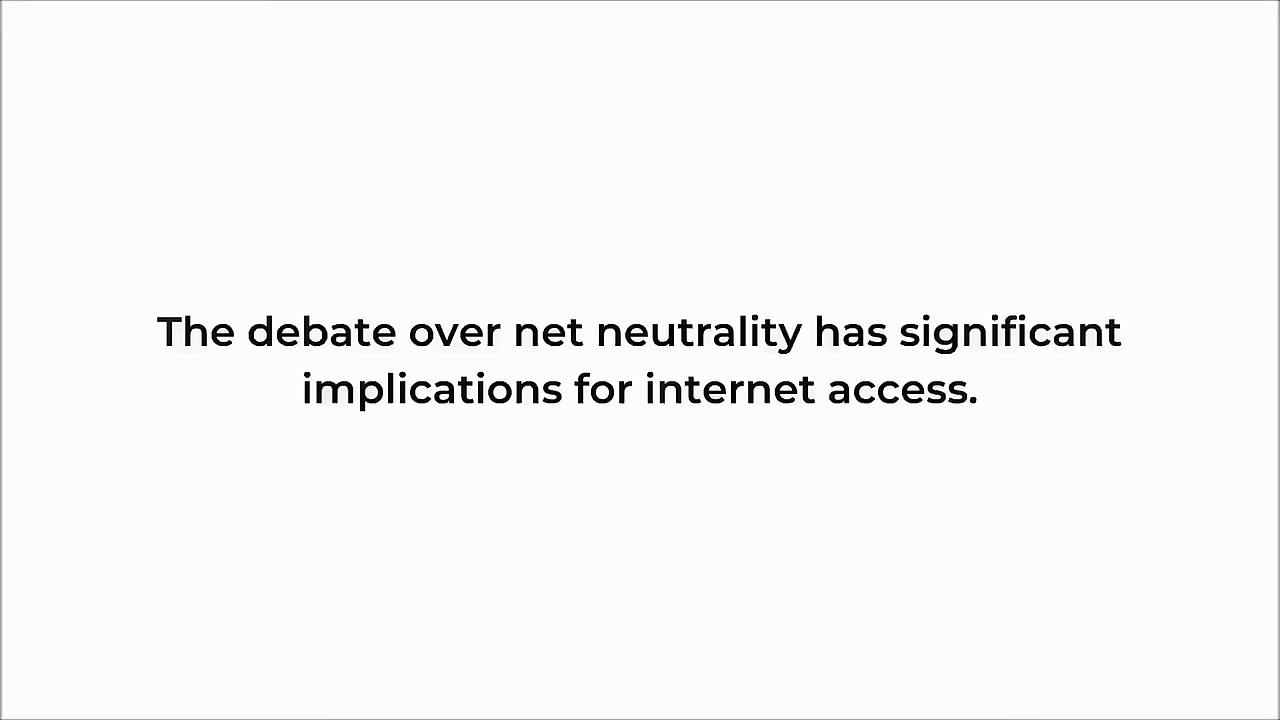 The debate over net neutrality has significant
implications for internet access.